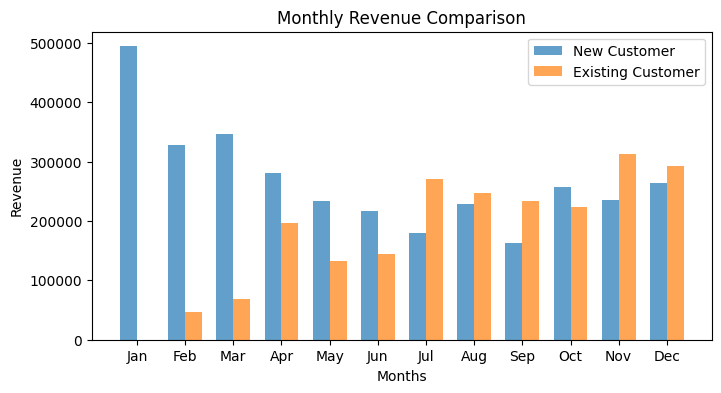 Monthly Revenue Comparison
New Customer
Existing Customer
500000
400000
300000
200000
100000
0
Revenue
Jan Feb Mar Apr May Jun Jul Aug Sep Oct Nov Dec
Months